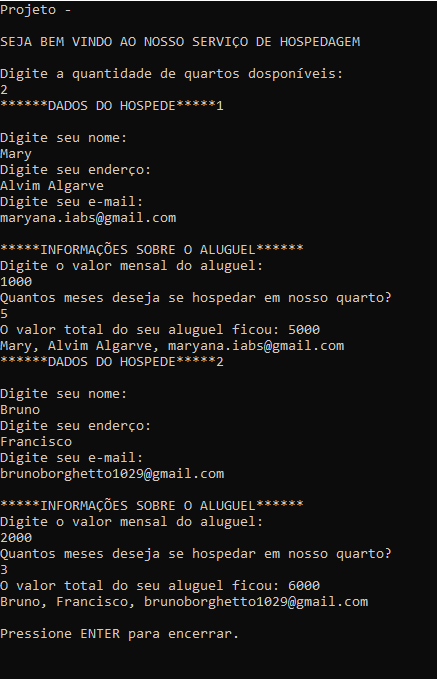 Projeto -
SEJA BEM VINDO AO NOSSO SERVIÇO DE HOSPEDAGEM
Digite a quantidade de quartos dosponíveis:
2
******DADOS DO HOSPEDE*****1
Digite seu nome:
Mary
Digite seu enderço:
Alvim Algarve
Digite seu e-mail:
maryana.iabs@gmail.com
*****INFORMAÇÕES SOBRE O ALUGUEL******
Digite o valor mensal do aluguel:
1000
Quantos meses deseja se hospedar em nosso quarto?
5
O valor total do seu aluguel ficou: 5000
Mary, Alvim Algarve, maryana.iabs@gmail.com
******DADOS DO HOSPEDE*****2
Digite seu nome:
Bruno
Digite seu enderço:
Francisco
Digite seu e-mail:
brunoborghetto1029@gmail.com
*****INFORMAÇÕES SOBRE O ALUGUEL******
Digite o valor mensal do aluguel:
2000
Quantos meses deseja se hospedar em nosso quarto?
3
O valor total do seu aluguel ficou: 6000
Bruno, Francisco, brunoborghetto1029@gmail.com
Pressione ENTER para encerrar.